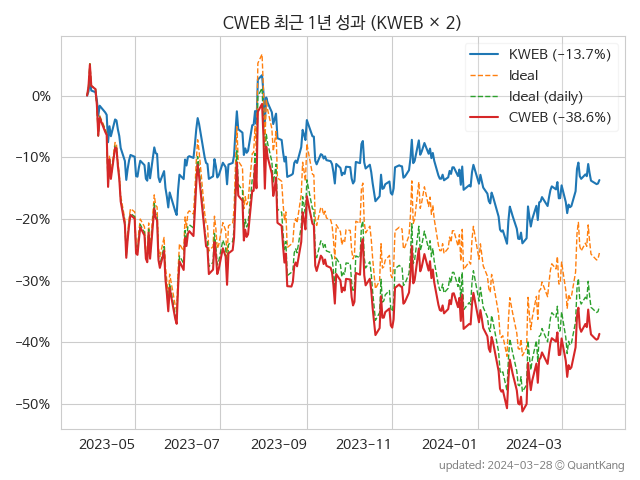 CWEB 최근 1년 성과 (KWEB × 2)
KWEB (−13.7%)
Ideal
Ideal (daily)
CWEB (−38.6%)
0%
−10%
−20%
−30%
−40%
−50%
2023-05
2023-07
2023-09
2023-11
2024-01
2024-03
updated: 2024-03-28 © QuantKang